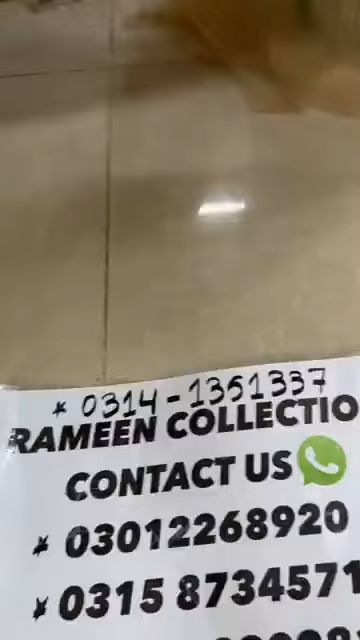 * 0314-1351337
RAMEEN COLLECTIO
CONTACT US
* 03012268920
* 0315 8734571